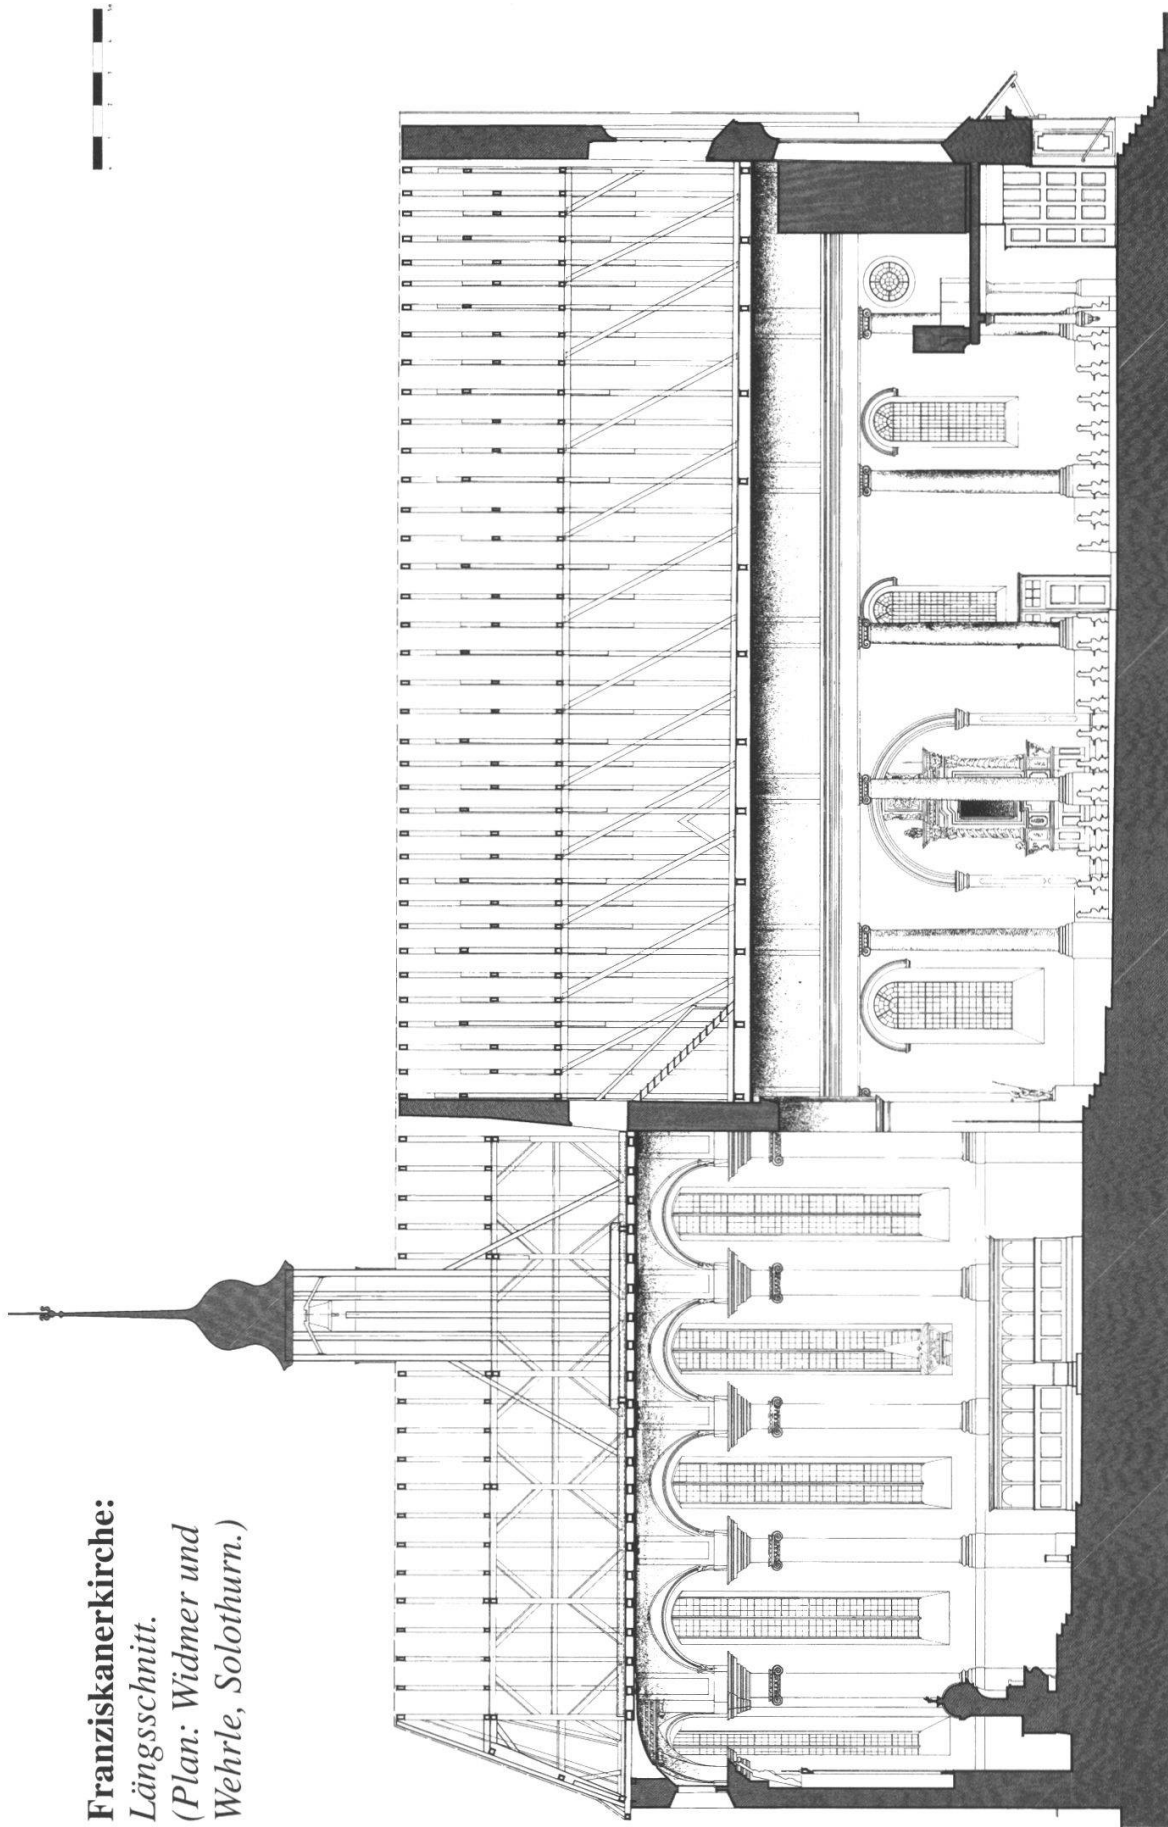 Franziskanerkirche:
Längsschnitt.
(Plan: Widmer und
Wehrle, Solothurn.)